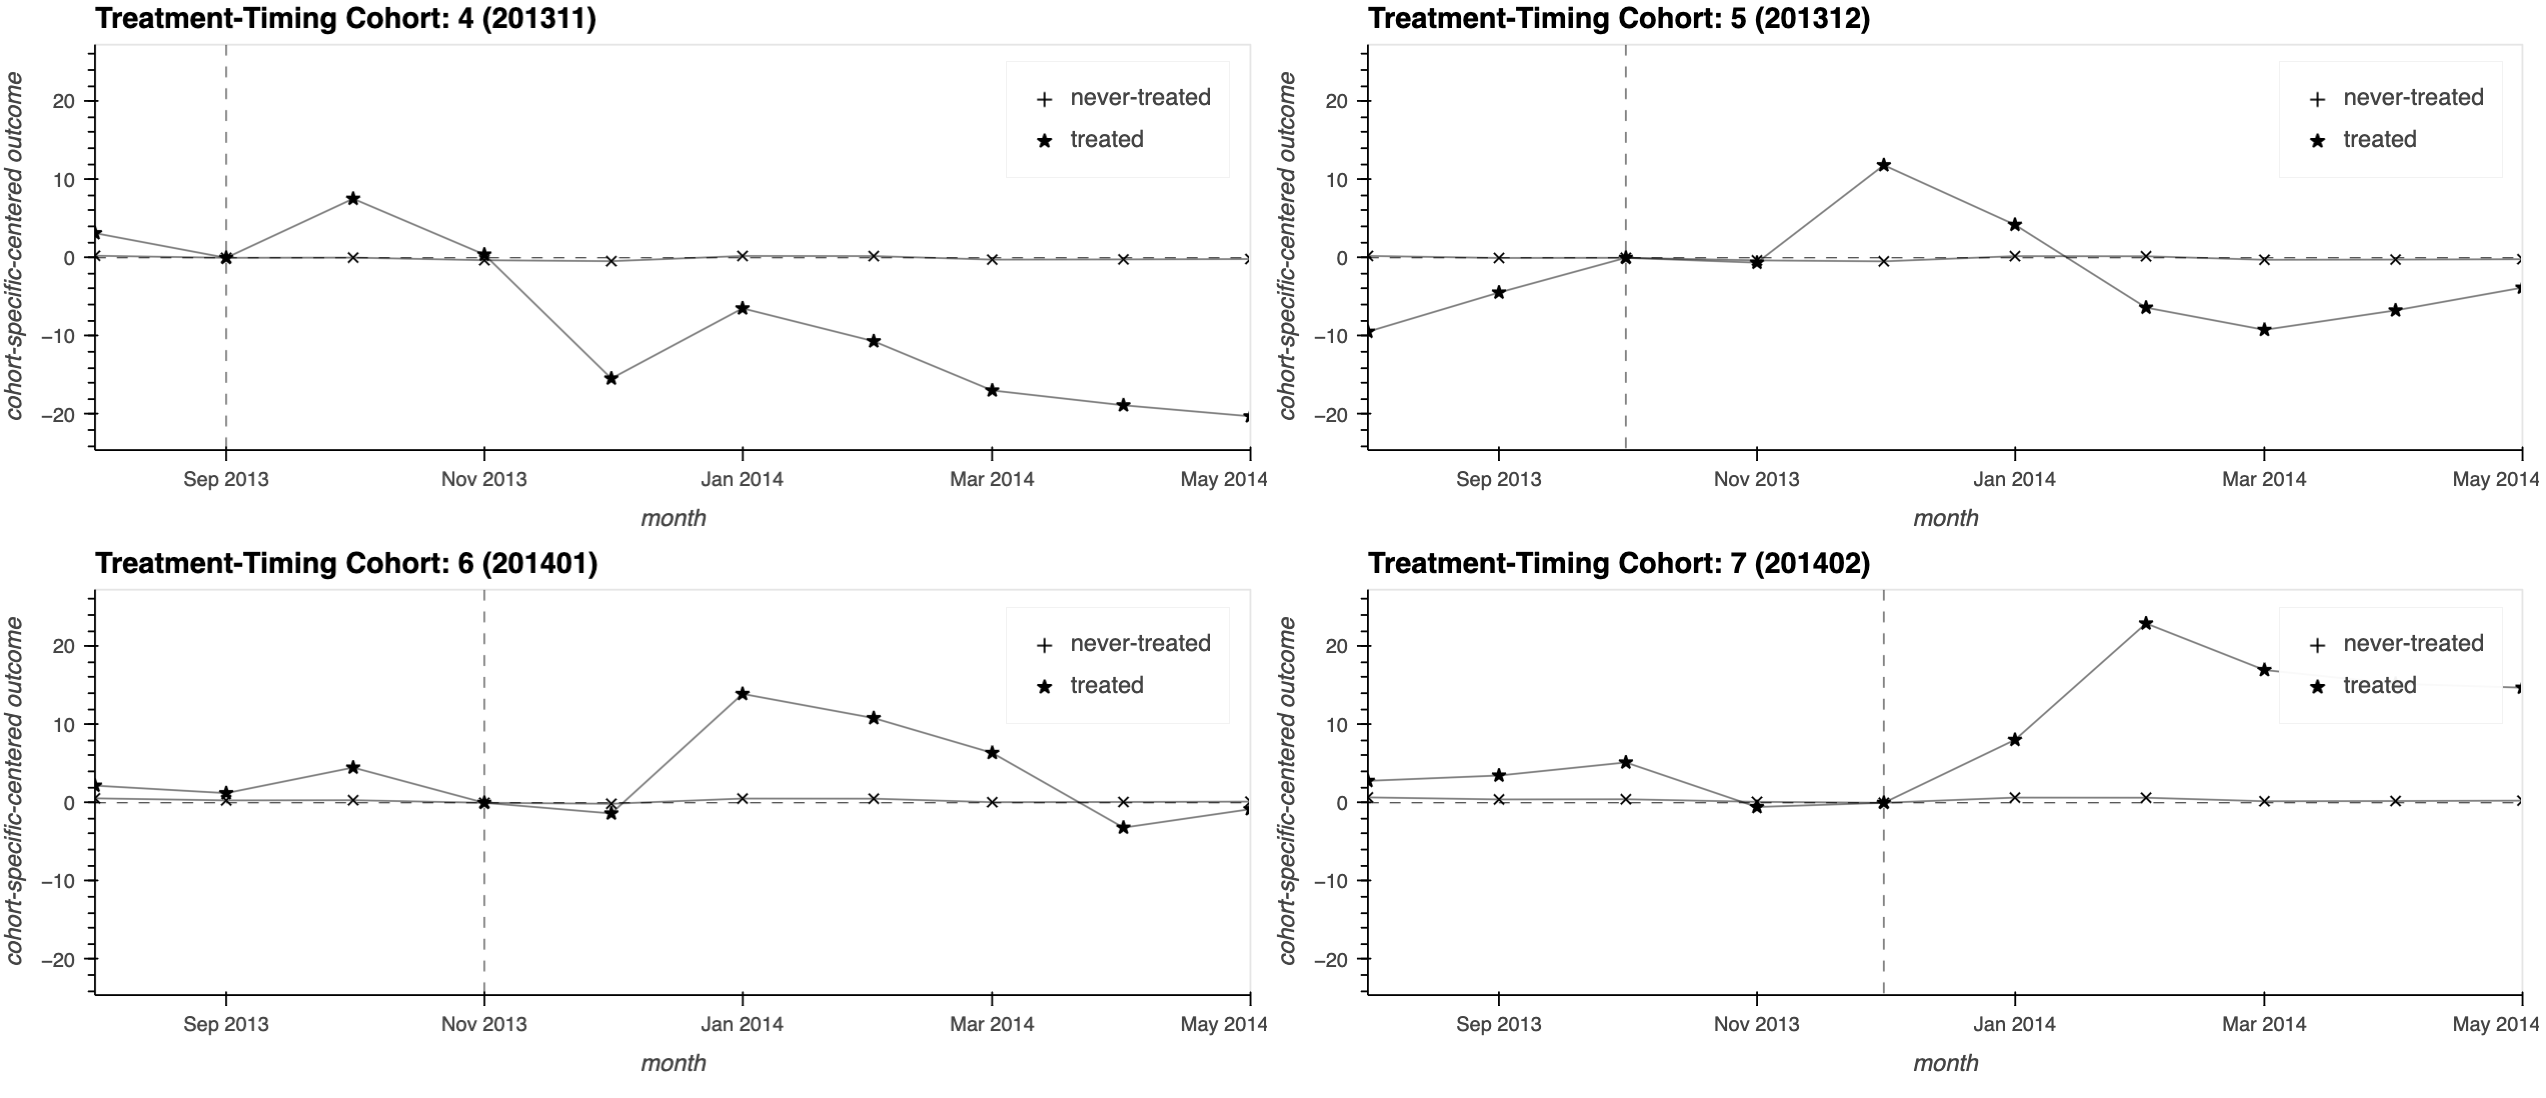 Treatment-Timing Cohort: 4 (201311)
cohort-specific-centered outcome
20
10
0
−10
−20
never-treated
treated
Sep 2013
Nov 2013
Jan 2014
Mar 2014
May 2014
month
Treatment-Timing Cohort: 5 (201312)
cohort-specific-centered outcome
20
10
0
−10
−20
never-treated
treated
Sep 2013
Nov 2013
Jan 2014
Mar 2014
May 2014
month
Treatment-Timing Cohort: 6 (201401)
cohort-specific-centered outcome
20
10
0
−10
−20
never-treated
treated
Sep 2013
Nov 2013
Jan 2014
Mar 2014
May 2014
month
Treatment-Timing Cohort: 7 (201402)
cohort-specific-centered outcome
20
10
0
−10
−20
never-treated
treated
Sep 2013
Nov 2013
Jan 2014
Mar 2014
May 2014
month